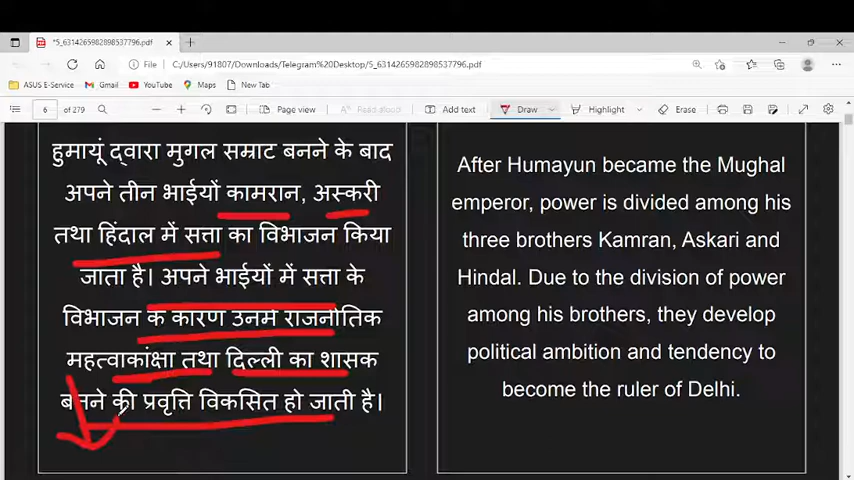 *5_6314265982898537796.pdf
C:/Users/91807/Downloads/Telegram%20Desktop/5_6314265982898537796.pdf
ASUS E-Service Gmail YouTube Maps New Tab
6 of 279 Page view Read aloud Add text Draw Highlight Erase
हुमायूं द्वारा मुगल सम्राट बनने के बाद
अपने तीन भाईयों कामरान, अस्करी
तथा हिंदाल में सत्ता का विभाजन किया
जाता है। अपने भाईयों में सत्ता के
विभाजन के कारण उनमें राजनीतिक
महत्वाकांक्षा तथा दिल्ली का शासक
बनने की प्रवृत्ति विकसित हो जाती है।
After Humayun became the Mughal
emperor, power is divided among his
three brothers Kamran, Askari and
Hindal. Due to the division of power
among his brothers, they develop
political ambition and tendency to
become the ruler of Delhi.